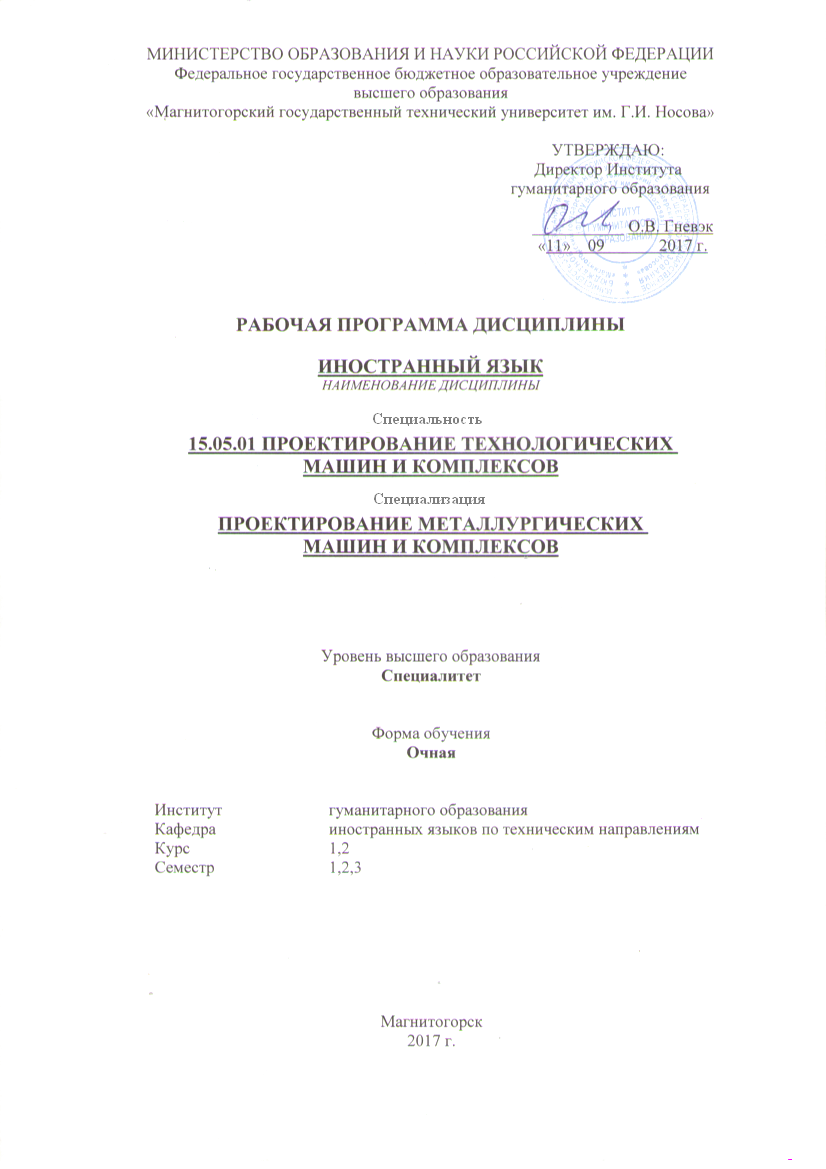 МИНИСТЕРСТВО ОБРАЗОВАНИЯ И НАУКИ РОССИЙСКОЙ ФЕДЕРАЦИИ
Федеральное государственное бюджетное образовательное учреждение
высшего образования
«Магнитогорский государственный технический университет им. Г.И. Носова»
УТВЕРЖДАЮ:
Директор Института
гуманитарного образования
О.В. Гневэк
«11» 09 2017 г.
ИНСТИТУТ
ГУМАНИТАРНОГО
ОБРАЗОВАНИЯ
РАБОЧАЯ ПРОГРАММА ДИСЦИПЛИНЫ
ИНОСТРАННЫЙ ЯЗЫК
НАИМЕНОВАНИЕ ДИСЦИПЛИНЫ
Специальность
15.05.01 ПРОЕКТИРОВАНИЕ ТЕХНОЛОГИЧЕСКИХ
МАШИН И КОМПЛЕКСОВ
Специализация
ПРОЕКТИРОВАНИЕ МЕТАЛЛУРГИЧЕСКИХ
МАШИН И КОМПЛЕКСОВ
Уровень высшего образования
Специалитет
Форма обучения
Очная
Институт гуманитарного образования
Кафедра иностранных языков по техническим направлениям
Курс 1,2
Семестр 1,2,3
Магнитогорск
2017 г.